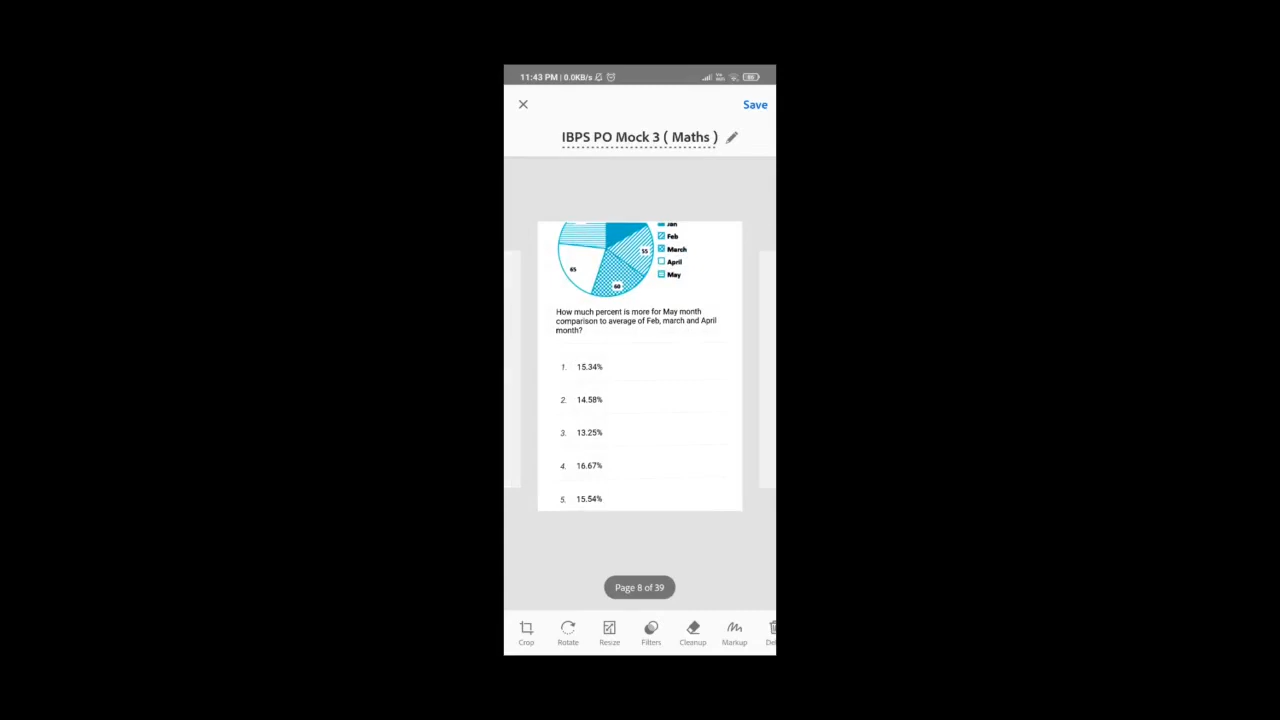 11:43 PM | 0.0KB/s
Save
IBPS PO Mock 3 ( Maths )
Jan
Feb
55
March
April
65
May
60
How much percent is more for May month
comparison to average of Feb, march and April
month?
1. 15.34%
2. 14.58%
3. 13.25%
4. 16.67%
5. 15.54%
Page 8 of 39
Crop Rotate Resize Filters Cleanup Markup